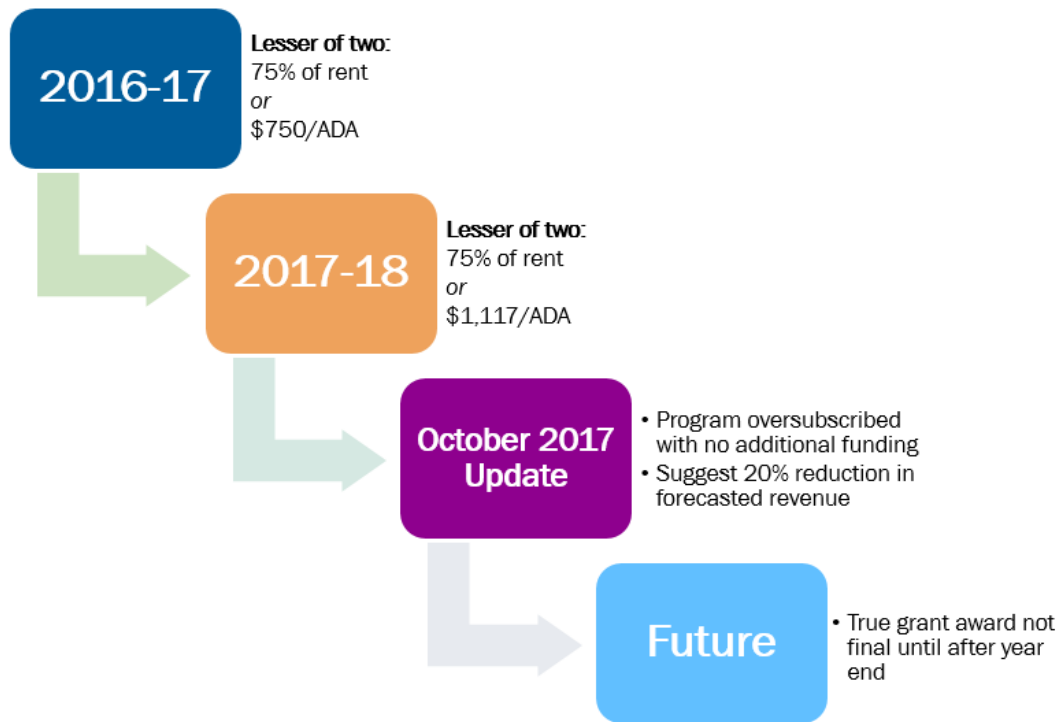 2016-17
Lesser of two:
75% of rent
or
$750/ADA
2017-18
Lesser of two:
75% of rent
or
$1,117/ADA
October 2017
Update
• Program oversubscribed
with no additional funding
• Suggest 20% reduction in
forecasted revenue
Future
• True grant award not
final until after year
end